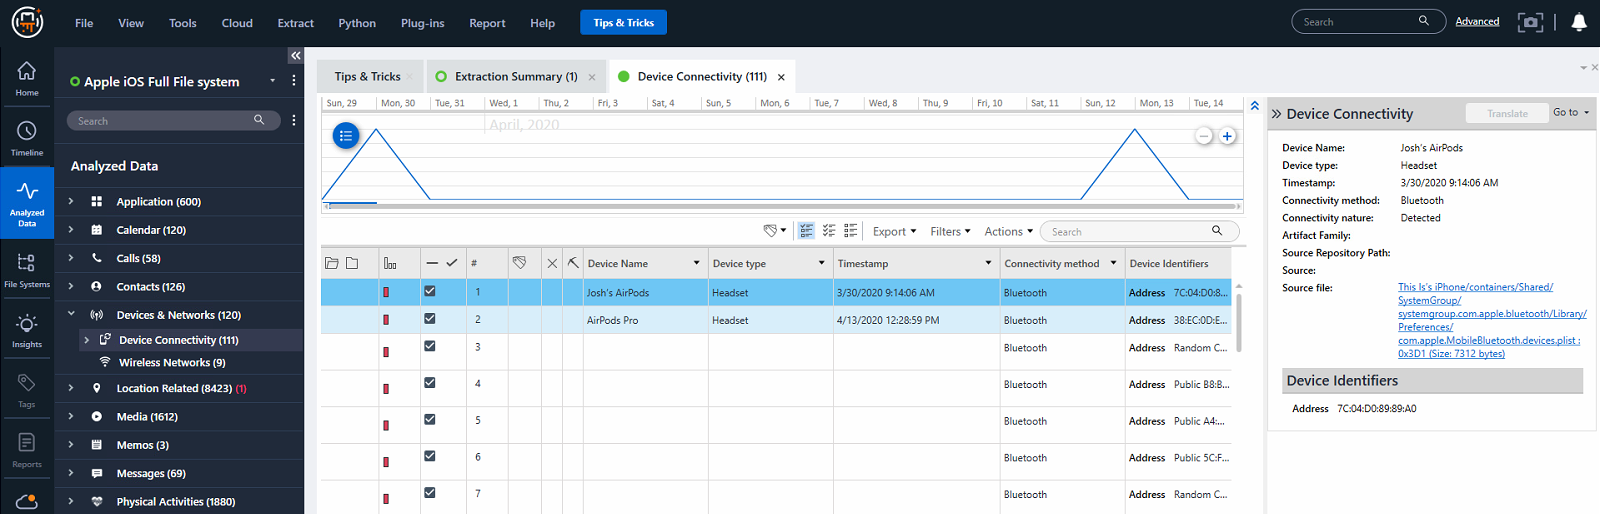 File View Tools Cloud Extract Python Plug-ins Report Help Tips & Tricks Search Advanced
Home
Timeline
Analyzed
Data
File Systems
Insights
Tags
Reports
Apple iOS Full File system
Search
Analyzed Data
Application (600)
Calendar (120)
Calls (58)
Contacts (126)
Devices & Networks (120)
Device Connectivity (111)
Wireless Networks (9)
Location Related (8423) (1)
Media (1612)
Memos (3)
Messages (69)
Physical Activities (1880)
Tips & Tricks Extraction Summary (1) Device Connectivity (111)
Sun, 29 Mon, 30 Tue, 31 Wed, 1 Thu, 2 Fri, 3 Sat, 4 Sun, 5 Mon, 6 Tue, 7 Wed, 8 Thu, 9 Fri, 10 Sat, 11 Sun, 12 Mon, 13 Tue, 14
April, 2020
Export Filters Actions Search
# Device Name Device type Timestamp Connectivity method Device Identifiers
1 Josh's AirPods Headset 3/30/2020 9:14:06 AM Bluetooth Address 7C:04:D0:8...
2 AirPods Pro Headset 4/13/2020 12:28:59 PM Bluetooth Address 38:EC:0D:E...
3 Bluetooth Address Random C...
4 Bluetooth Address Public B8:B...
5 Bluetooth Address Public A4:...
6 Bluetooth Address Public 5C:F...
7 Bluetooth Address Random C...
Device Connectivity Translate Go to
Device Name: Josh's AirPods
Device type: Headset
Timestamp: 3/30/2020 9:14:06 AM
Connectivity method: Bluetooth
Connectivity nature: Detected
Artifact Family:
Source Repository Path:
Source:
Source file: This Is's iPhone/containers/Shared/
SystemGroup/
systemgroup.com.apple.bluetooth/Library/
Preferences/
com.apple.MobileBluetooth.devices.plist :
0x3D1 (Size: 7312 bytes)
Device Identifiers
Address 7C:04:D0:89:89:A0